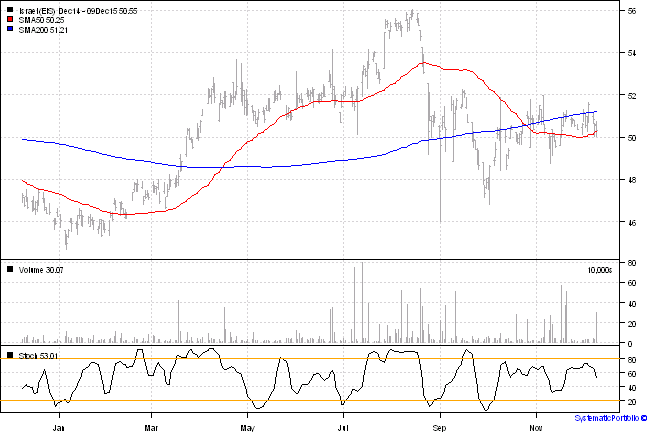 Israel (EIS) Dec14 - 09Dec15 50.55
SMA50 50.25
SMA200 51.21
56
54
52
50
48
46
Volume 30.07
10,000s
80
60
40
20
0
Stoch 53.01
80
60
40
20
Jan Mar May Jul Sep Nov
SystematicPortfolio ©